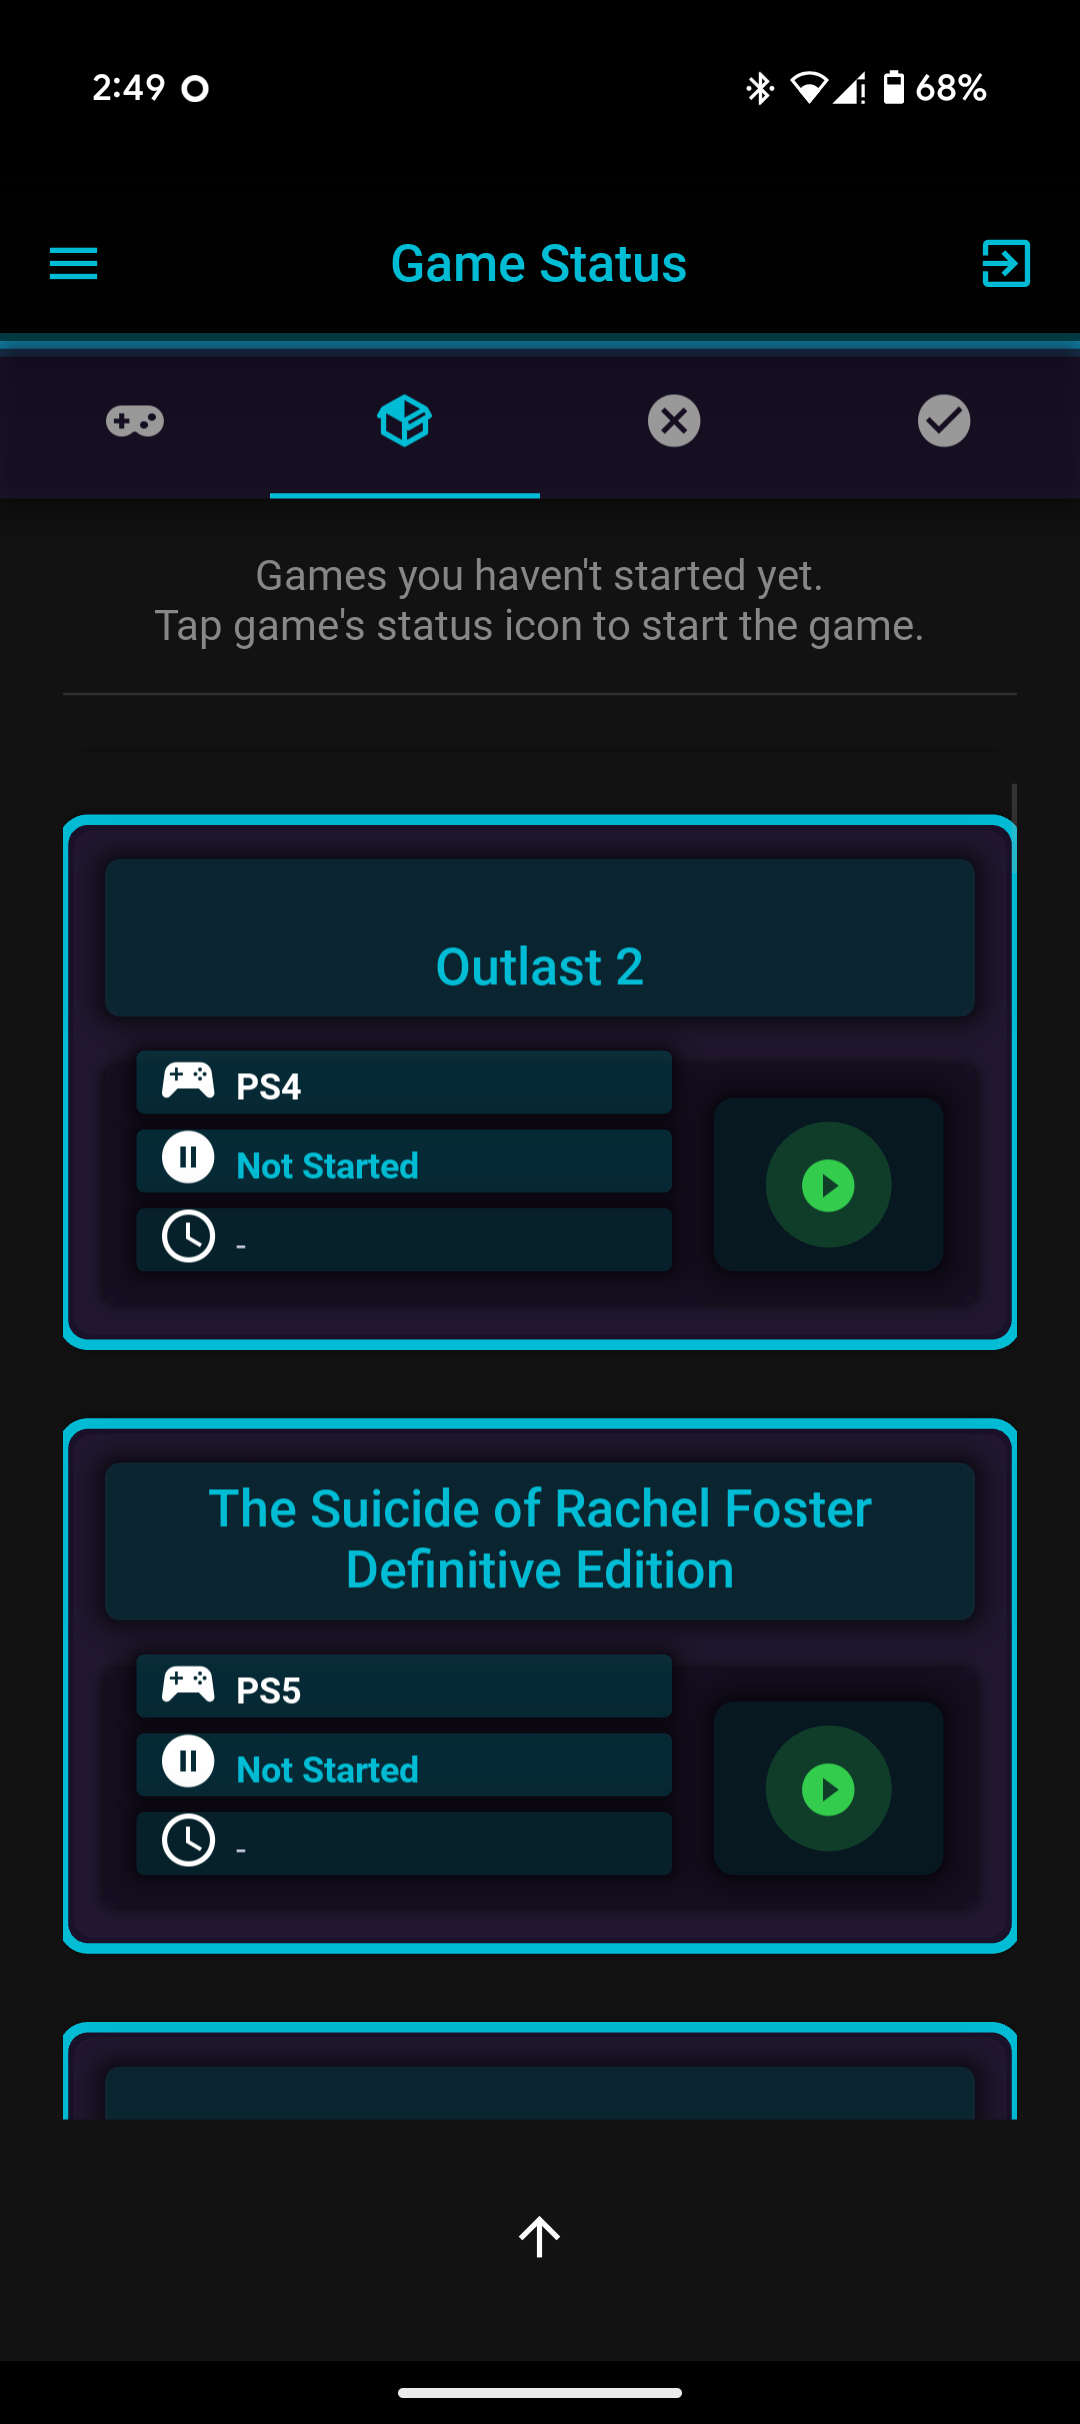 2:49
68%
Game Status
Games you haven't started yet.
Tap game's status icon to start the game.
Outlast 2
PS4
Not Started
-
The Suicide of Rachel Foster
Definitive Edition
PS5
Not Started
-